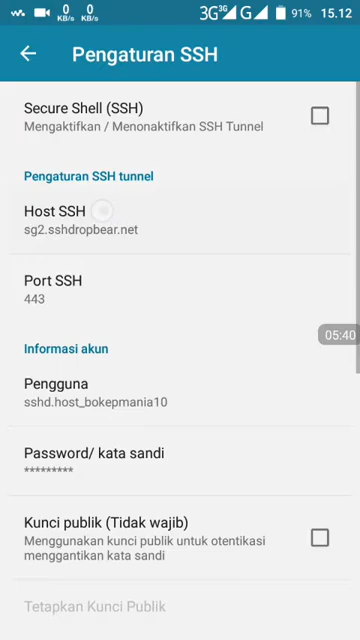 0 KB/s 0 KB/s 3G 3G G 91% 15.12
Pengaturan SSH
Secure Shell (SSH)
Mengaktifkan / Menonaktifkan SSH Tunnel
Pengaturan SSH tunnel
Host SSH
sg2.sshdropbear.net
Port SSH
443
05:40
Informasi akun
Pengguna
sshd.host_bokepmania10
Password/ kata sandi
*********
Kunci publik (Tidak wajib)
Menggunakan kunci publik untuk otentikasi
menggantikan kata sandi
Tetapkan Kunci Publik